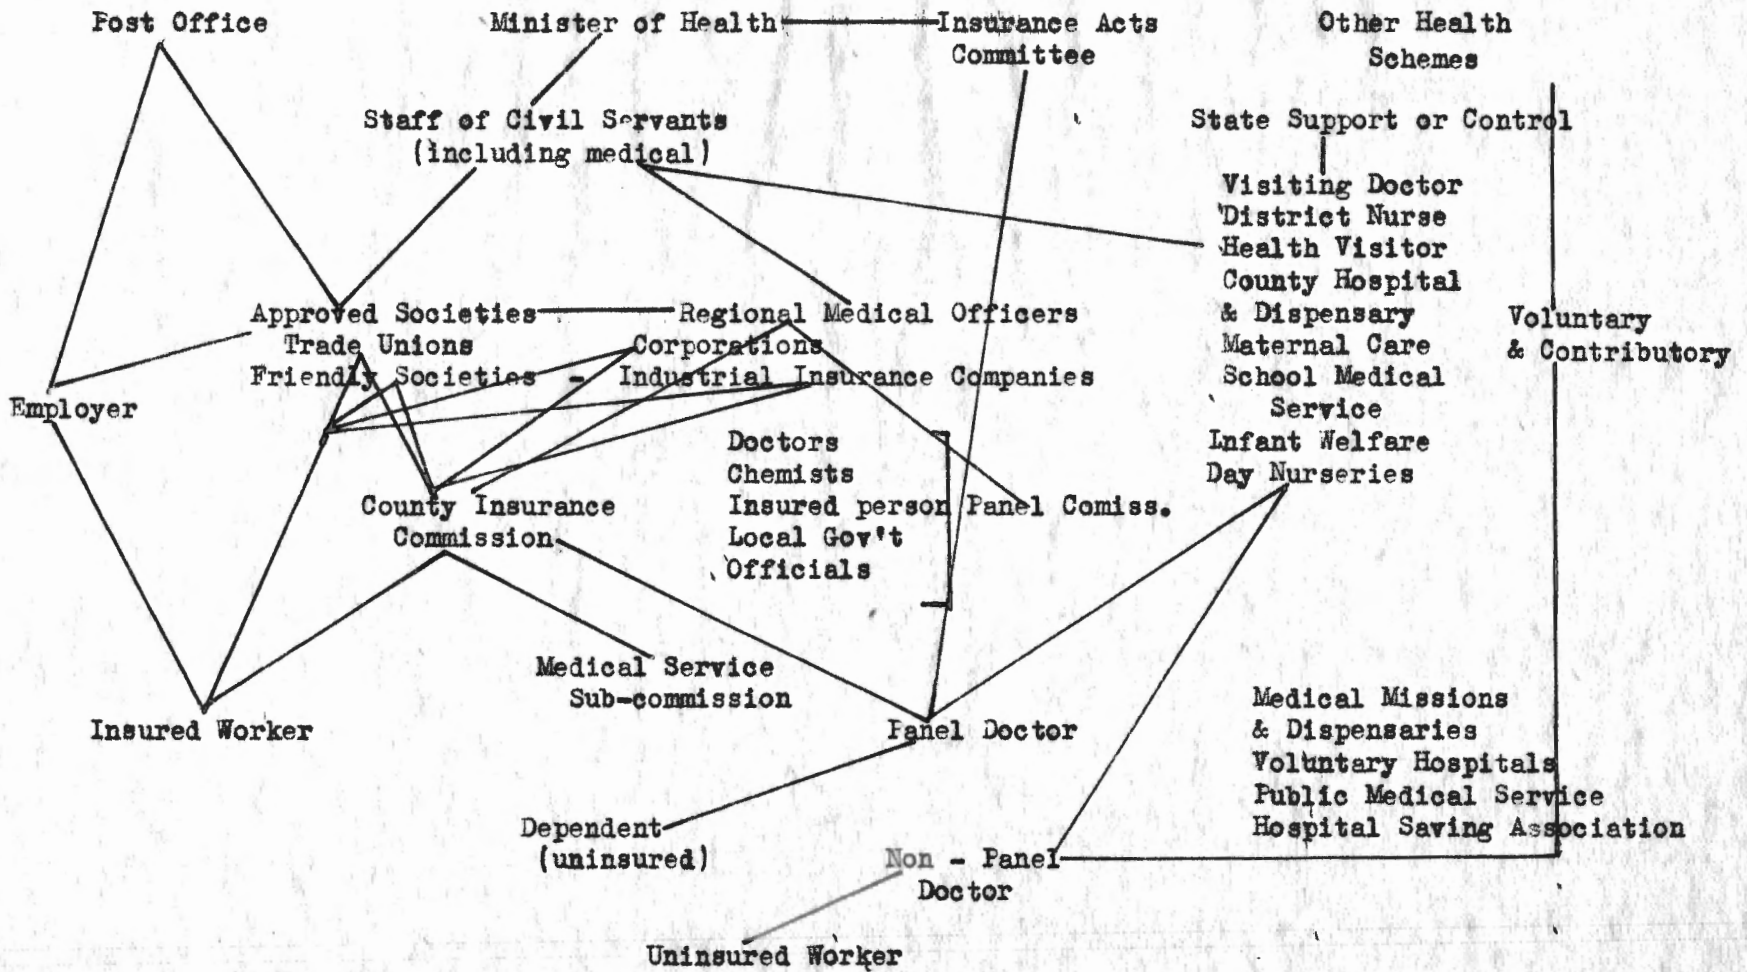 Post Office
Minister of Health
Insurance Acts
Committee
Other Health
Schemes
Staff of Civil Servants
(including medical)
State Support or Control
Visiting Doctor
District Nurse
Health Visitor
County Hospital
& Dispensary
Maternal Care
School Medical
Service
Infant Welfare
Day Nurseries
Voluntary
& Contributory
Approved Societies
Trade Unions
Friendly Societies -
Regional Medical Officers
Corporations
Industrial Insurance Companies
Employer
Doctors
Chemists
Insured person
Local Gov't
Officials
Panel Comiss.
County Insurance
Commission
Medical Service
Sub-commission
Insured Worker
Panel Doctor
Medical Missions
& Dispensaries
Voluntary Hospitals
Public Medical Service
Hospital Saving Association
Dependent
(uninsured)
Non - Panel
Doctor
Uninsured Worker